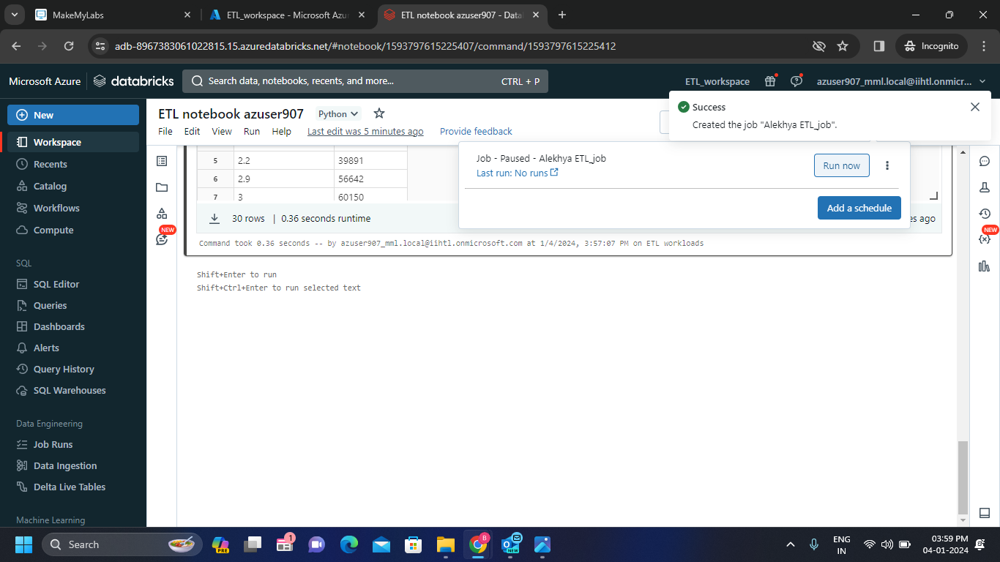 MakeMyLabs
ETL_workspace - Microsoft Azu
ETL notebook azuser907 - Data
adb-8967383061022815.15.azuredatabricks.net/#notebook/1593797615225407/command/1593797615225412
Incognito
Microsoft Azure
databricks
Search data, notebooks, recents, and more...
CTRL + P
ETL_workspace
azuser907_mml.local@iihtl.onmicr...
New
Workspace
Recents
Catalog
Workflows
Compute
SQL
SQL Editor
Queries
Dashboards
Alerts
Query History
SQL Warehouses
Data Engineering
Job Runs
Data Ingestion
Delta Live Tables
Machine Learning
ETL notebook azuser907
Python
File Edit View Run Help Last edit was 5 minutes ago Provide feedback
Success
Created the job "Alekhya ETL_job".
Job - Paused - Alekhya ETL_job
Last run: No runs
Run now
Add a schedule
NEW
5 2.2 39891
6 2.9 56642
7 3 60150
30 rows | 0.36 seconds runtime
es ago
Command took 0.36 seconds -- by azuser907_mml.local@iihtl.onmicrosoft.com at 1/4/2024, 3:57:07 PM on ETL workloads
Shift+Enter to run
Shift+Ctrl+Enter to run selected text
NEW
Search
PRE
1
8
NEW
ENG
IN
03:59 PM
04-01-2024